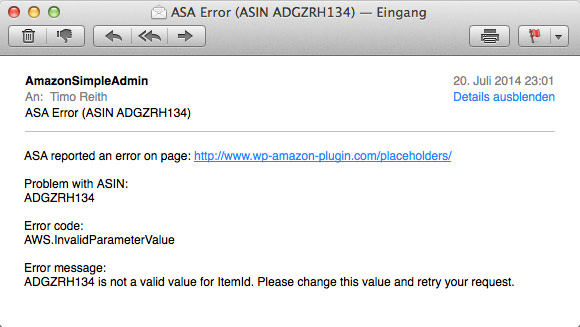 ASA Error (ASIN ADGZRH134) — Eingang
AmazonSimpleAdmin
20. Juli 2014 23:01
An: Timo Reith
Details ausblenden
ASA Error (ASIN ADGZRH134)
ASA reported an error on page: http://www.wp-amazon-plugin.com/placeholders/
Problem with ASIN:
ADGZRH134
Error code:
AWS.InvalidParameterValue
Error message:
ADGZRH134 is not a valid value for ItemId. Please change this value and retry your request.